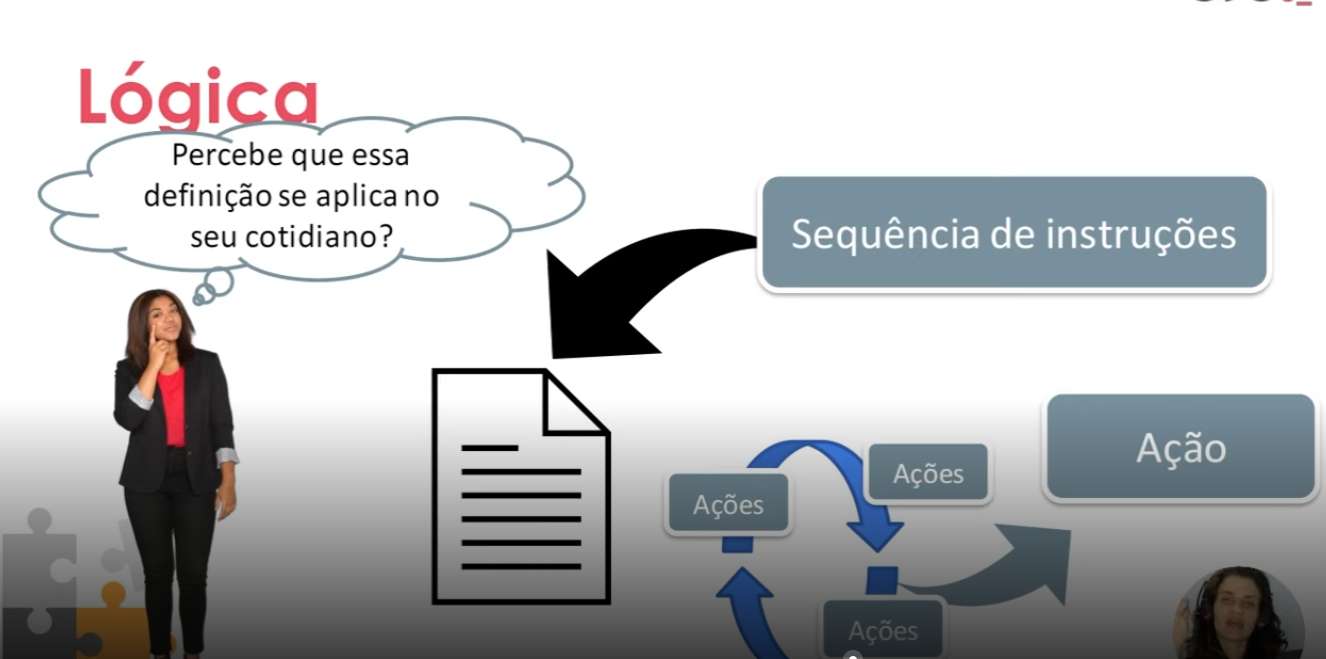 Lógica
Percebe que essa
definição se aplica no
seu cotidiano?
Sequência de instruções
Ação
Ações
Ações
Ações